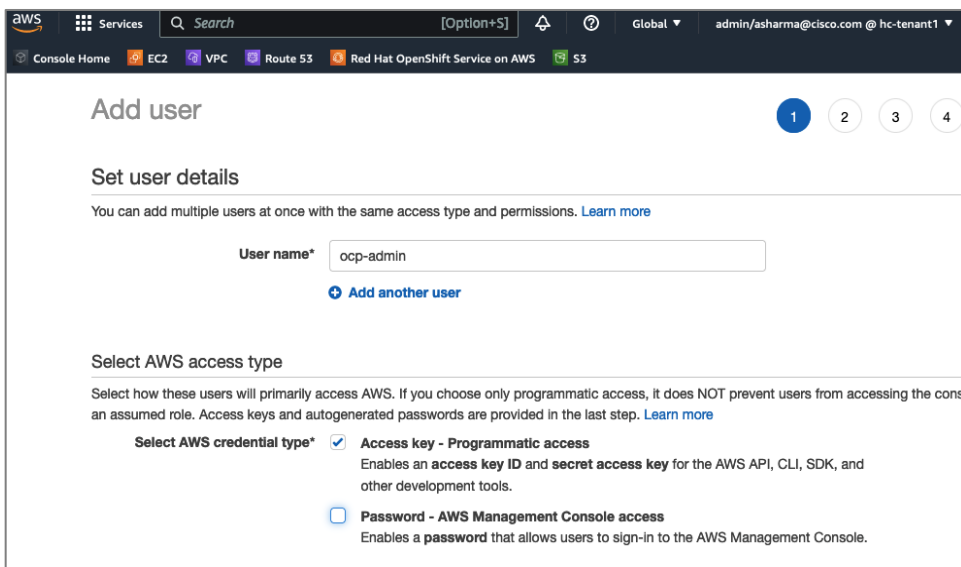 aws Services Search [Option+S] Global ▼ admin/asharma@cisco.com @ hc-tenant1 ▼
Console Home EC2 VPC Route 53 Red Hat OpenShift Service on AWS S3
Add user
1 2 3 4
Set user details
You can add multiple users at once with the same access type and permissions. Learn more
User name* ocp-admin
Add another user
Select AWS access type
Select how these users will primarily access AWS. If you choose only programmatic access, it does NOT prevent users from accessing the cons
an assumed role. Access keys and autogenerated passwords are provided in the last step. Learn more
Select AWS credential type* Access key - Programmatic access
Enables an access key ID and secret access key for the AWS API, CLI, SDK, and
other development tools.
Password - AWS Management Console access
Enables a password that allows users to sign-in to the AWS Management Console.